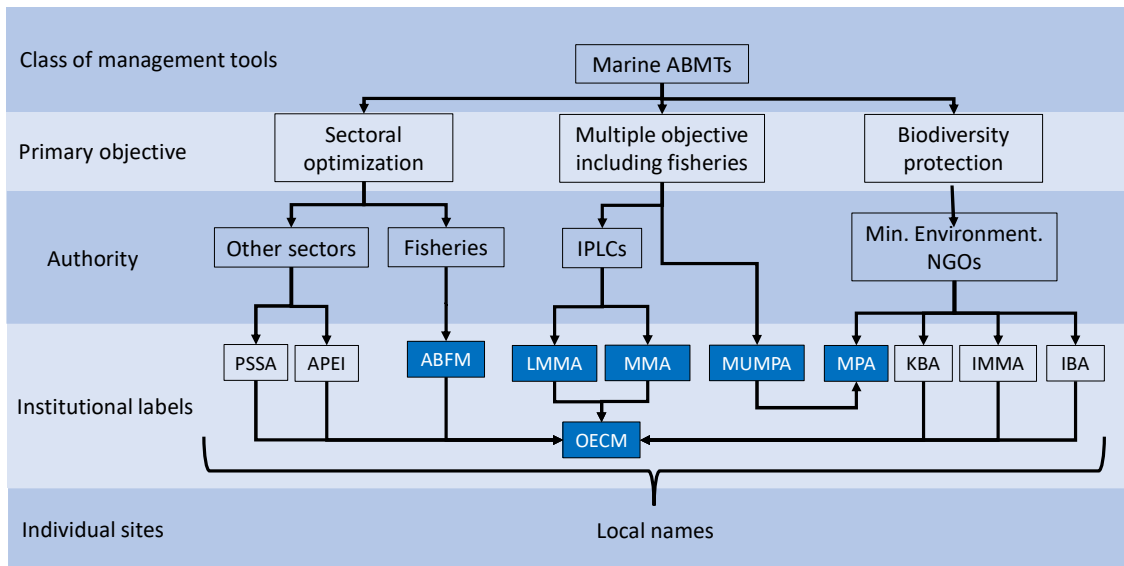 Class of management tools
Marine ABMTs
Primary objective
Sectoral
optimization
Multiple objective
including fisheries
Biodiversity
protection
Authority
Other sectors
Fisheries
IPLCs
Min. Environment.
NGOs
Institutional labels
PSSA
APEI
ABFM
LMMA
MMA
MUMPA
MPA
KBA
IMMA
IBA
OECM
Individual sites
Local names